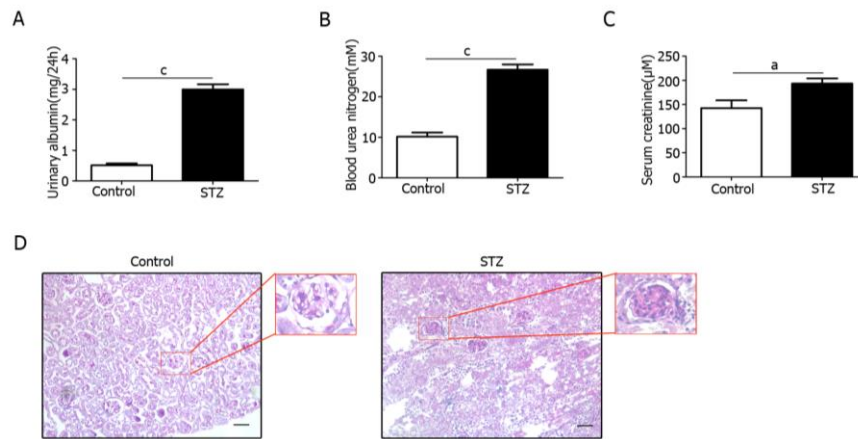 A
Urinary albumin(mg/24h)
4
3
2
1
0
c
Control
STZ
B
Blood urea nitrogen(mM)
30
20
10
0
c
Control
STZ
C
Serum creatinine(μM)
250
200
150
100
50
0
a
Control
STZ
D
Control
STZ